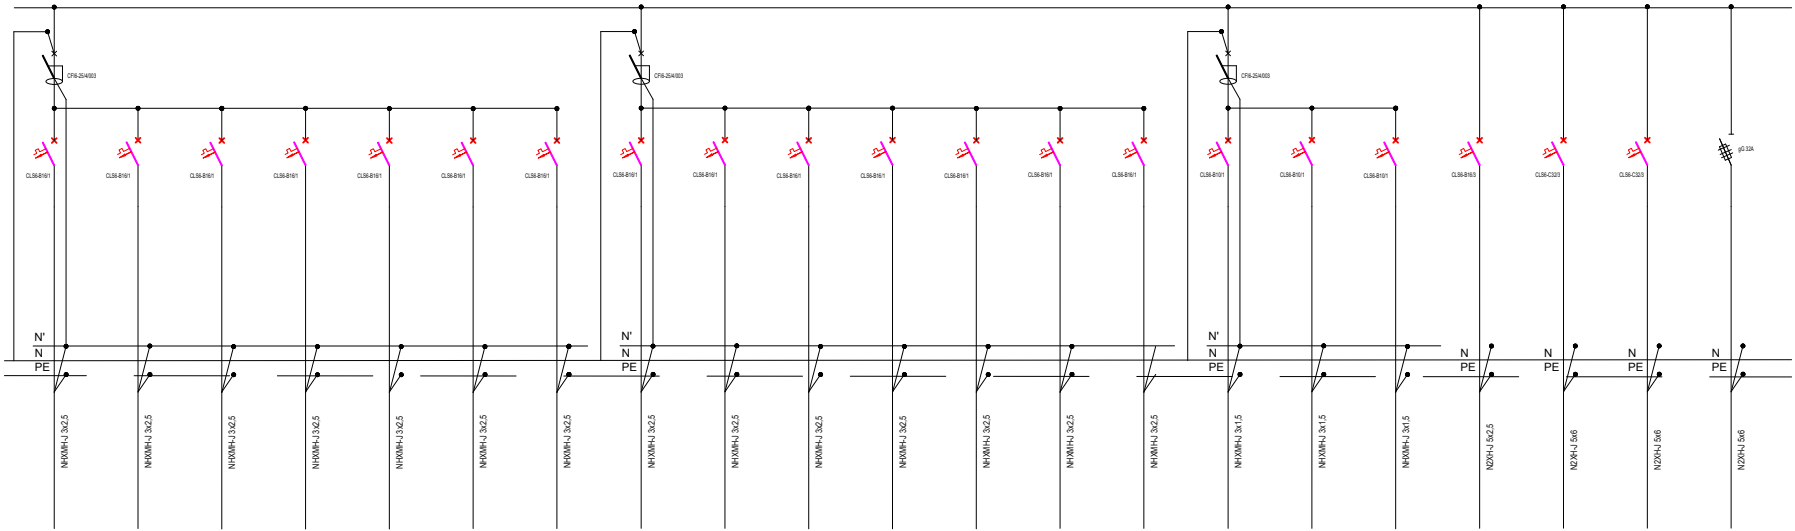 CFI6-25/4/003
CFI6-25/4/003
CFI6-25/4/003
gG 32A
CLS6-B16/1
CLS6-B16/1
CLS6-B16/1
CLS6-B16/1
CLS6-B16/1
CLS6-B16/1
CLS6-B16/1
CLS6-B16/1
CLS6-B16/1
CLS6-B16/1
CLS6-B16/1
CLS6-B16/1
CLS6-B16/1
CLS6-B16/1
CLS6-B10/1
CLS6-B10/1
CLS6-B10/1
CLS6-B16/3
CLS6-C32/3
CLS6-C32/3
N'
N
PE
N'
N
PE
N'
N
PE
N
PE
N
PE
N
PE
N
PE
NHXMH-J 3x2,5
NHXMH-J 3x2,5
NHXMH-J 3x2,5
NHXMH-J 3x2,5
NHXMH-J 3x2,5
NHXMH-J 3x2,5
NHXMH-J 3x2,5
NHXMH-J 3x2,5
NHXMH-J 3x2,5
NHXMH-J 3x2,5
NHXMH-J 3x2,5
NHXMH-J 3x2,5
NHXMH-J 3x2,5
NHXMH-J 3x2,5
NHXMH-J 3x1,5
NHXMH-J 3x1,5
NHXMH-J 3x1,5
N2XH-J 5x2,5
N2XH-J 5x6
N2XH-J 5x6
N2XH-J 5x6